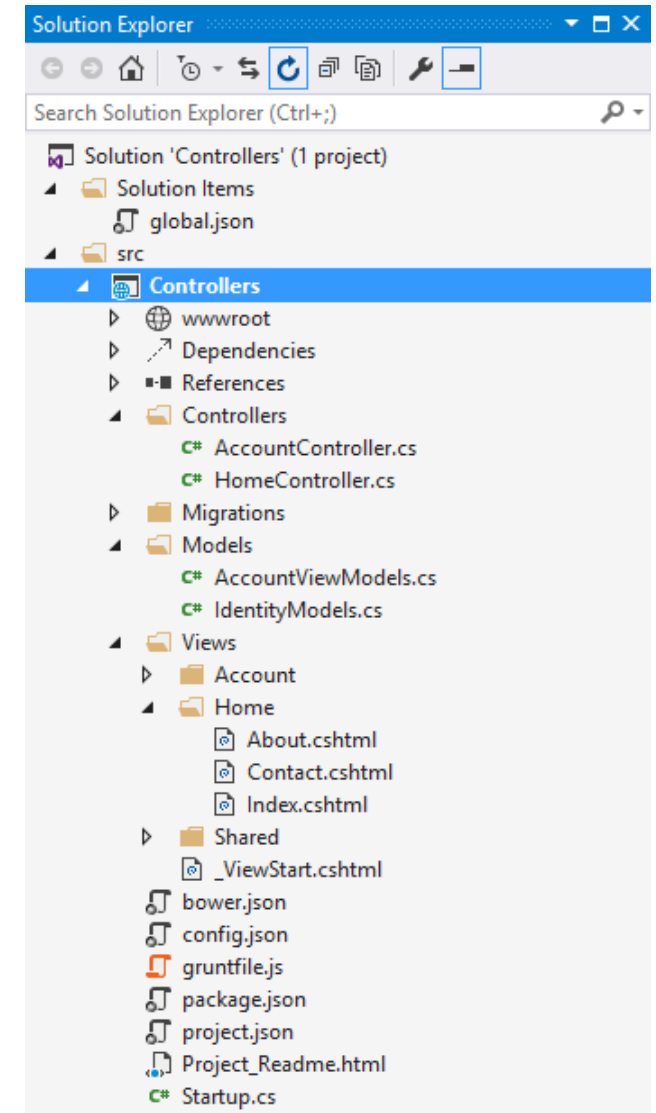 Solution Explorer
Search Solution Explorer (Ctrl+;)
Solution 'Controllers' (1 project)
Solution Items
global.json
src
Controllers
wwwroot
Dependencies
References
Controllers
C# AccountController.cs
C# HomeController.cs
Migrations
Models
C# AccountViewModels.cs
C# IdentityModels.cs
Views
Account
Home
About.cshtml
Contact.cshtml
Index.cshtml
Shared
_ViewStart.cshtml
bower.json
config.json
gruntfile.js
package.json
project.json
Project_Readme.html
C# Startup.cs